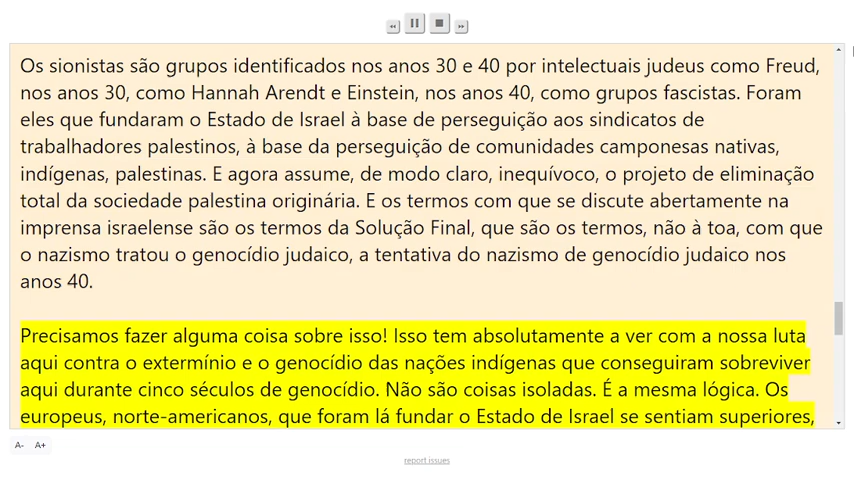 Os sionistas são grupos identificados nos anos 30 e 40 por intelectuais judeus como Freud,
nos anos 30, como Hannah Arendt e Einstein, nos anos 40, como grupos fascistas. Foram
eles que fundaram o Estado de Israel à base de perseguição aos sindicatos de
trabalhadores palestinos, à base da perseguição de comunidades camponesas nativas,
indígenas, palestinas. E agora assume, de modo claro, inequívoco, o projeto de eliminação
total da sociedade palestina originária. E os termos com que se discute abertamente na
imprensa israelense são os termos da Solução Final, que são os termos, não à toa, com que
o nazismo tratou o genocídio judaico, a tentativa do nazismo de genocídio judaico nos
anos 40.
Precisamos fazer alguma coisa sobre isso! Isso tem absolutamente a ver com a nossa luta
aqui contra o extermínio e o genocídio das nações indígenas que conseguiram sobreviver
aqui durante cinco séculos de genocídio. Não são coisas isoladas. É a mesma lógica. Os
europeus, norte-americanos, que foram lá fundar o Estado de Israel se sentiam superiores,
A- A+
report issues